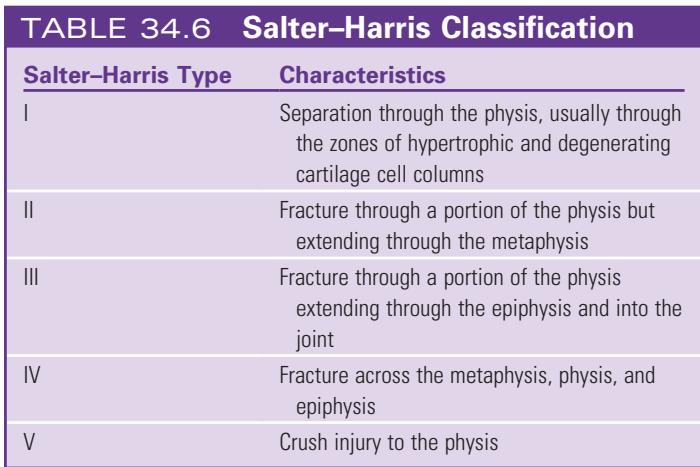 TABLE 34.6 Salter–Harris Classification
Salter–Harris Type Characteristics
I Separation through the physis, usually through
the zones of hypertrophic and degenerating
cartilage cell columns
II Fracture through a portion of the physis but
extending through the metaphysis
III Fracture through a portion of the physis
extending through the epiphysis and into the
joint
IV Fracture across the metaphysis, physis, and
epiphysis
V Crush injury to the physis